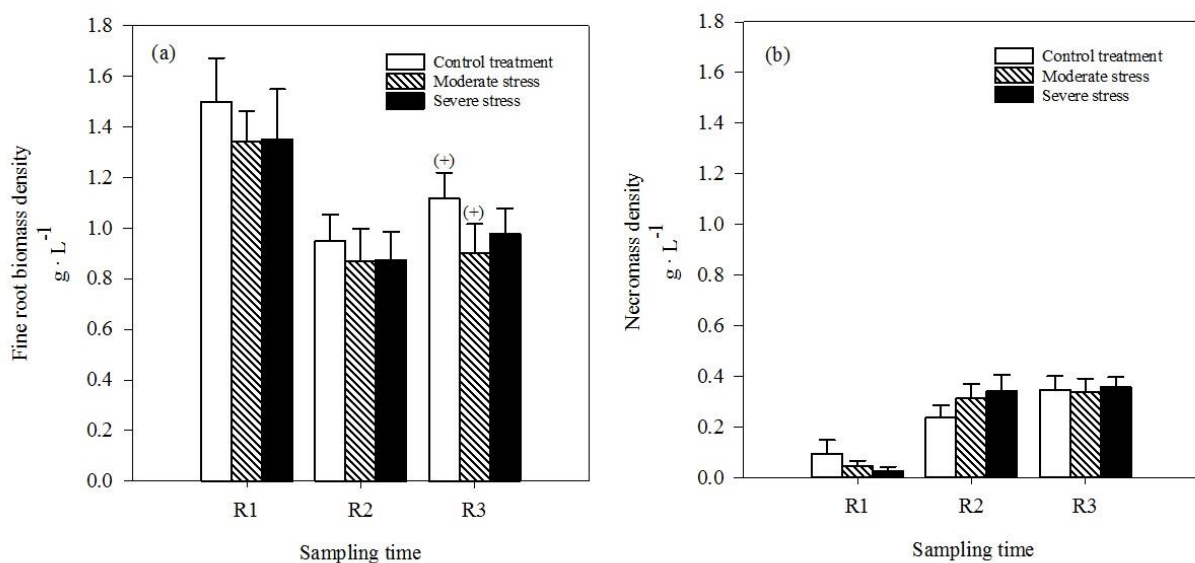 (a)
Control treatment
Moderate stress
Severe stress
Fine root biomass density
g · L⁻¹
1.8
1.6
1.4
1.2
1.0
0.8
0.6
0.4
0.2
0.0
(+)
(+)
R1 R2 R3
Sampling time
(b)
Control treatment
Moderate stress
Severe stress
Necromass density
g · L⁻¹
1.8
1.6
1.4
1.2
1.0
0.8
0.6
0.4
0.2
0.0
R1 R2 R3
Sampling time